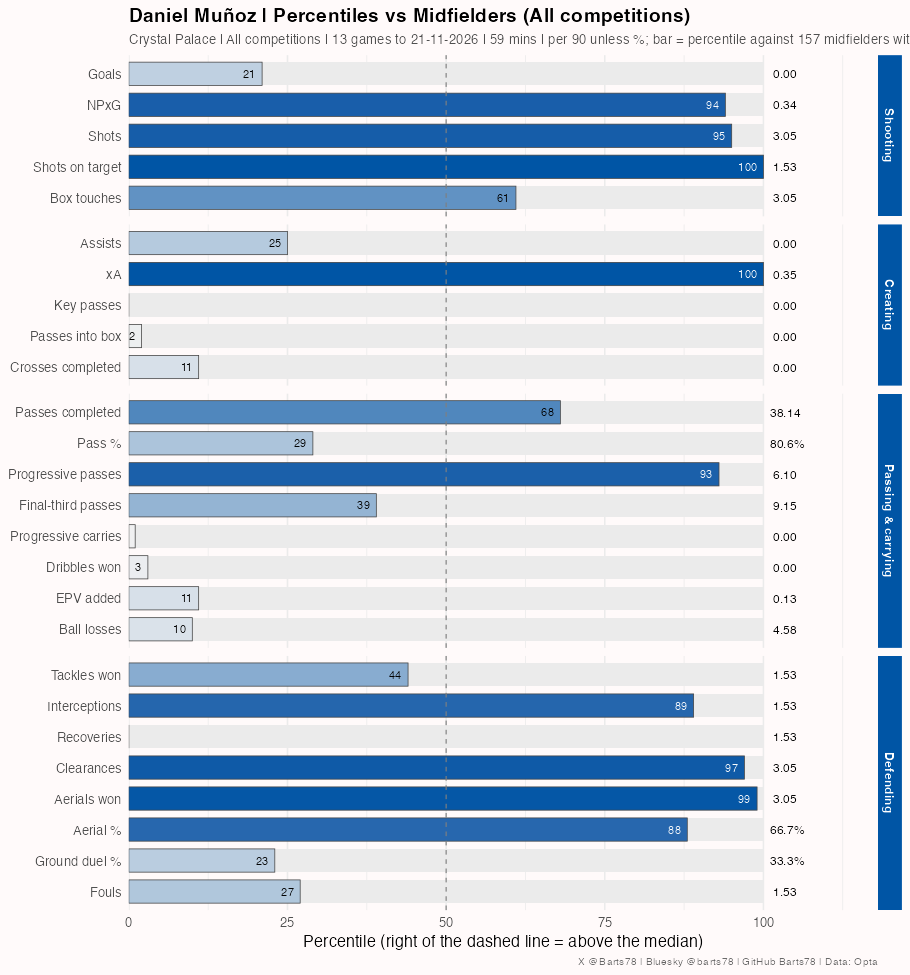 Daniel Muñoz | Percentiles vs Midfielders (All competitions)
Crystal Palace | All competitions | 13 games to 21-11-2026 | 59 mins | per 90 unless %; bar = percentile against 157 midfielders wit
Goals 21 0.00
NPxG 94 0.34
Shots 95 3.05
Shots on target 100 1.53
Box touches 61 3.05
Shooting
Assists 25 0.00
xA 100 0.35
Key passes 0.00
Passes into box 2 0.00
Crosses completed 11 0.00
Creating
Passes completed 68 38.14
Pass % 29 80.6%
Progressive passes 93 6.10
Final-third passes 39 9.15
Progressive carries 0.00
Dribbles won 3 0.00
EPV added 11 0.13
Ball losses 10 4.58
Passing & carrying
Tackles won 44 1.53
Interceptions 89 1.53
Recoveries 1.53
Clearances 97 3.05
Aerials won 99 3.05
Aerial % 88 66.7%
Ground duel % 23 33.3%
Fouls 27 1.53
Defending
0 25 50 75 100
Percentile (right of the dashed line = above the median)
X @Barts78 | Bluesky @barts78 | GitHub Barts78 | Data: Opta